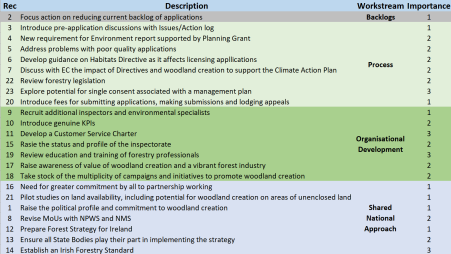 Rec Description Workstream Importance
2 Focus action on reducing current backlog of applications Backlogs 1
3 Introduce pre-application discussions with Issues/Action log 1
4 New requirement for Environment report supported by Planning Grant 2
5 Address problems with poor quality applications 2
6 Develop guidance on Habitats Directive as it affects licensing applications 2
7 Discuss with EC the impact of Directives and woodland creation to support the Climate Action Plan Process 2
22 Review forestry legislation 2
23 Explore potential for single consent associated with a management plan 3
20 Introduce fees for submitting applications, making submissions and lodging appeals 1
9 Recruit additional inspectors and environmental specialists 1
10 Introduce genuine KPIs 2
11 Develop a Customer Service Charter 3
15 Rasie the status and profile of the inspectorate Organisational Development 2
19 Review education and training of forestry professionals 3
17 Raise awareness of value of woodland creation and a vibrant forest industry 2
18 Take stock of the multiplicity of campaigns and initiatives to promote woodland creation 2
16 Need for greater commitment by all to partnership working 1
21 Pilot studies on land availability, including potential for woodland creation on areas of unenclosed land 1
1 Raise the political profile and commitment to woodland creation Shared 1
8 Revise MoUs with NPWS and NMS National 2
12 Prepare Forest Strategy for Ireland Approach 1
13 Ensure all State Bodies play their part in implementing the strategy 2
14 Establish an Irish Forestry Standard 3